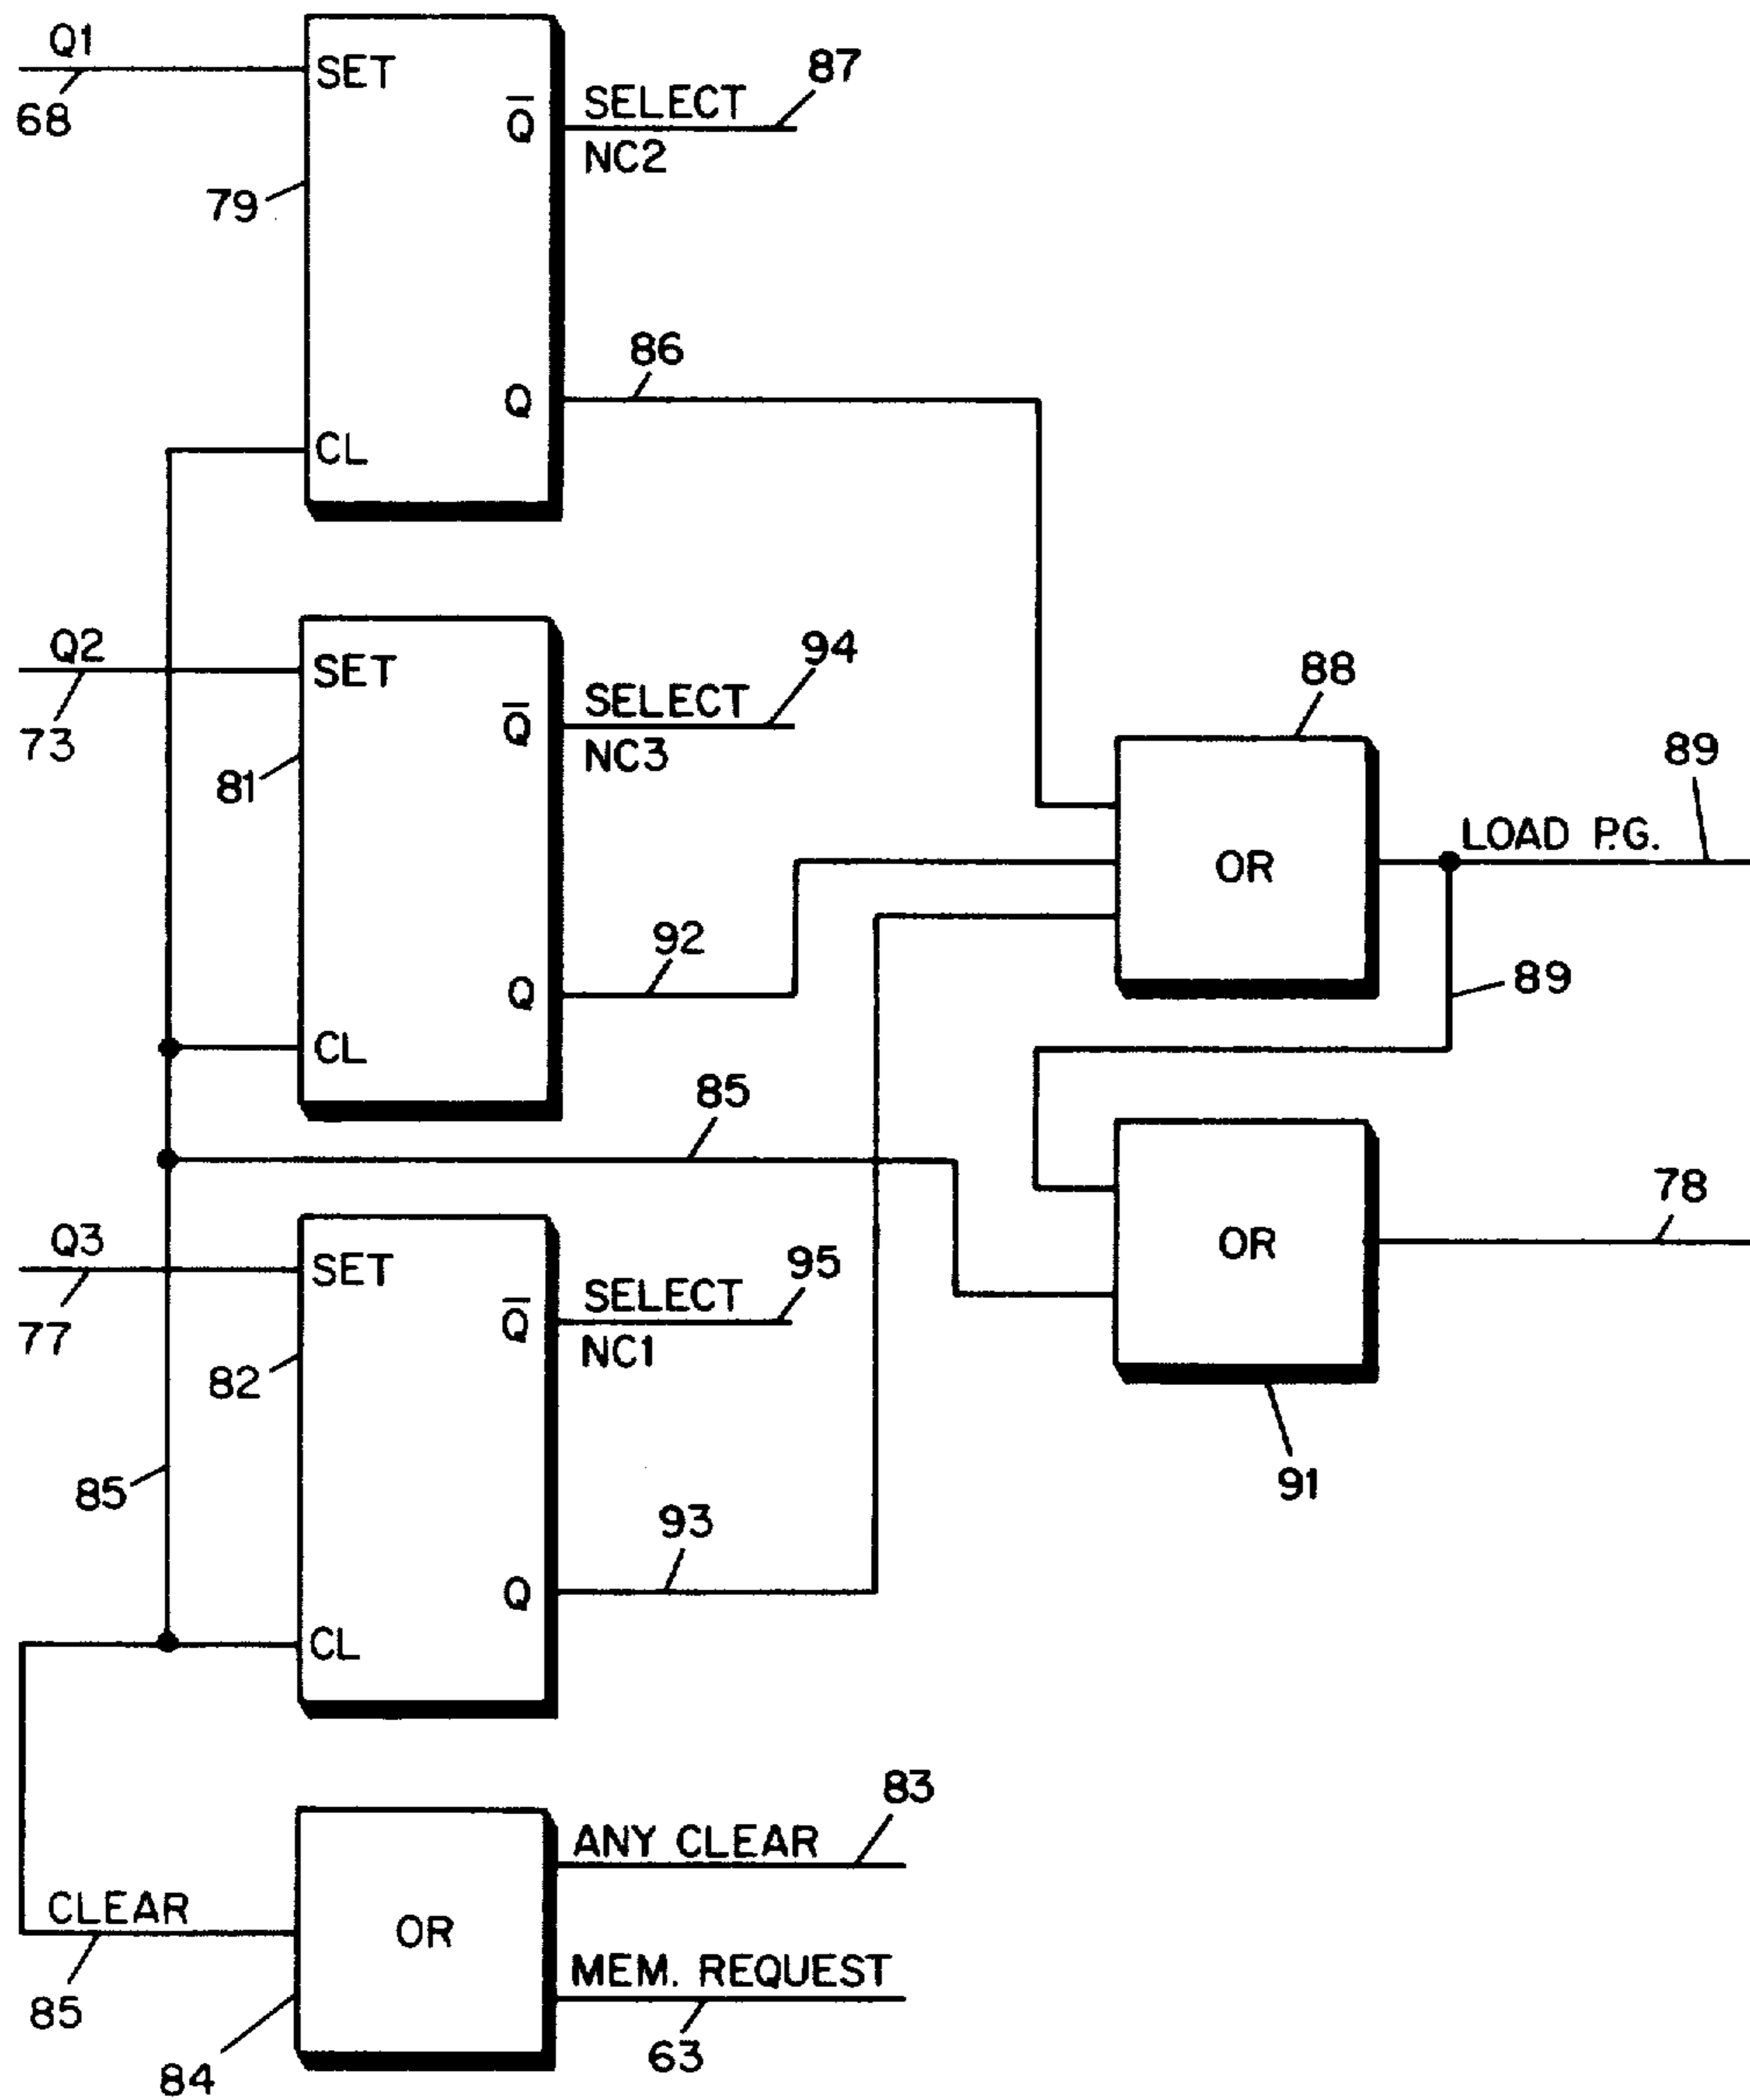 Q1
68
SET
Q̅
SELECT
87
NC2
79
86
Q
CL
Q2
73
SET
Q̅
SELECT
94
NC3
81
88
89
LOAD P.G.
OR
92
Q
89
CL
85
Q3
77
SET
Q̅
SELECT
95
NC1
82
78
OR
91
85
93
Q
CL
83
ANY CLEAR
CLEAR
OR
MEM. REQUEST
85
63
84